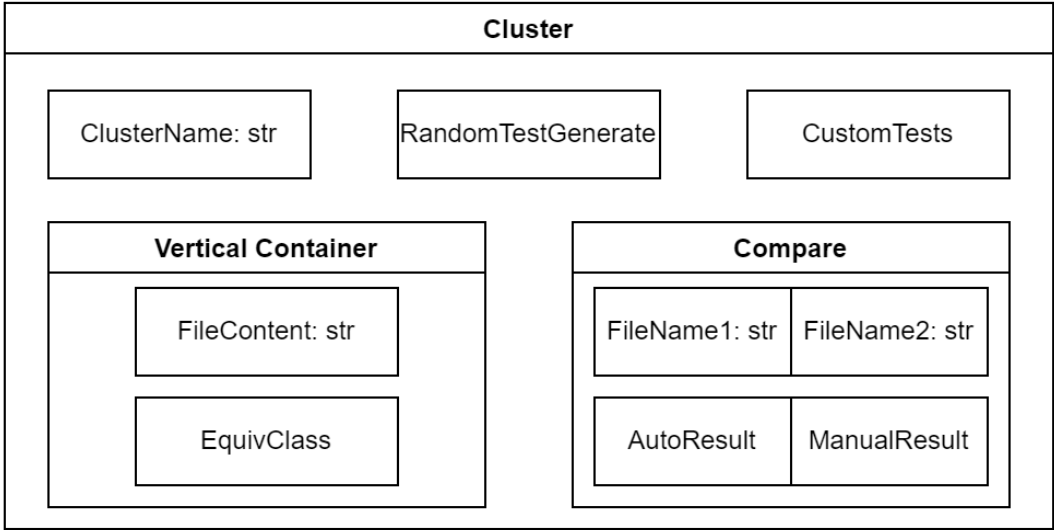 Cluster
ClusterName: str
RandomTestGenerate
CustomTests
Vertical Container
FileContent: str
EquivClass
Compare
FileName1: str
FileName2: str
AutoResult
ManualResult